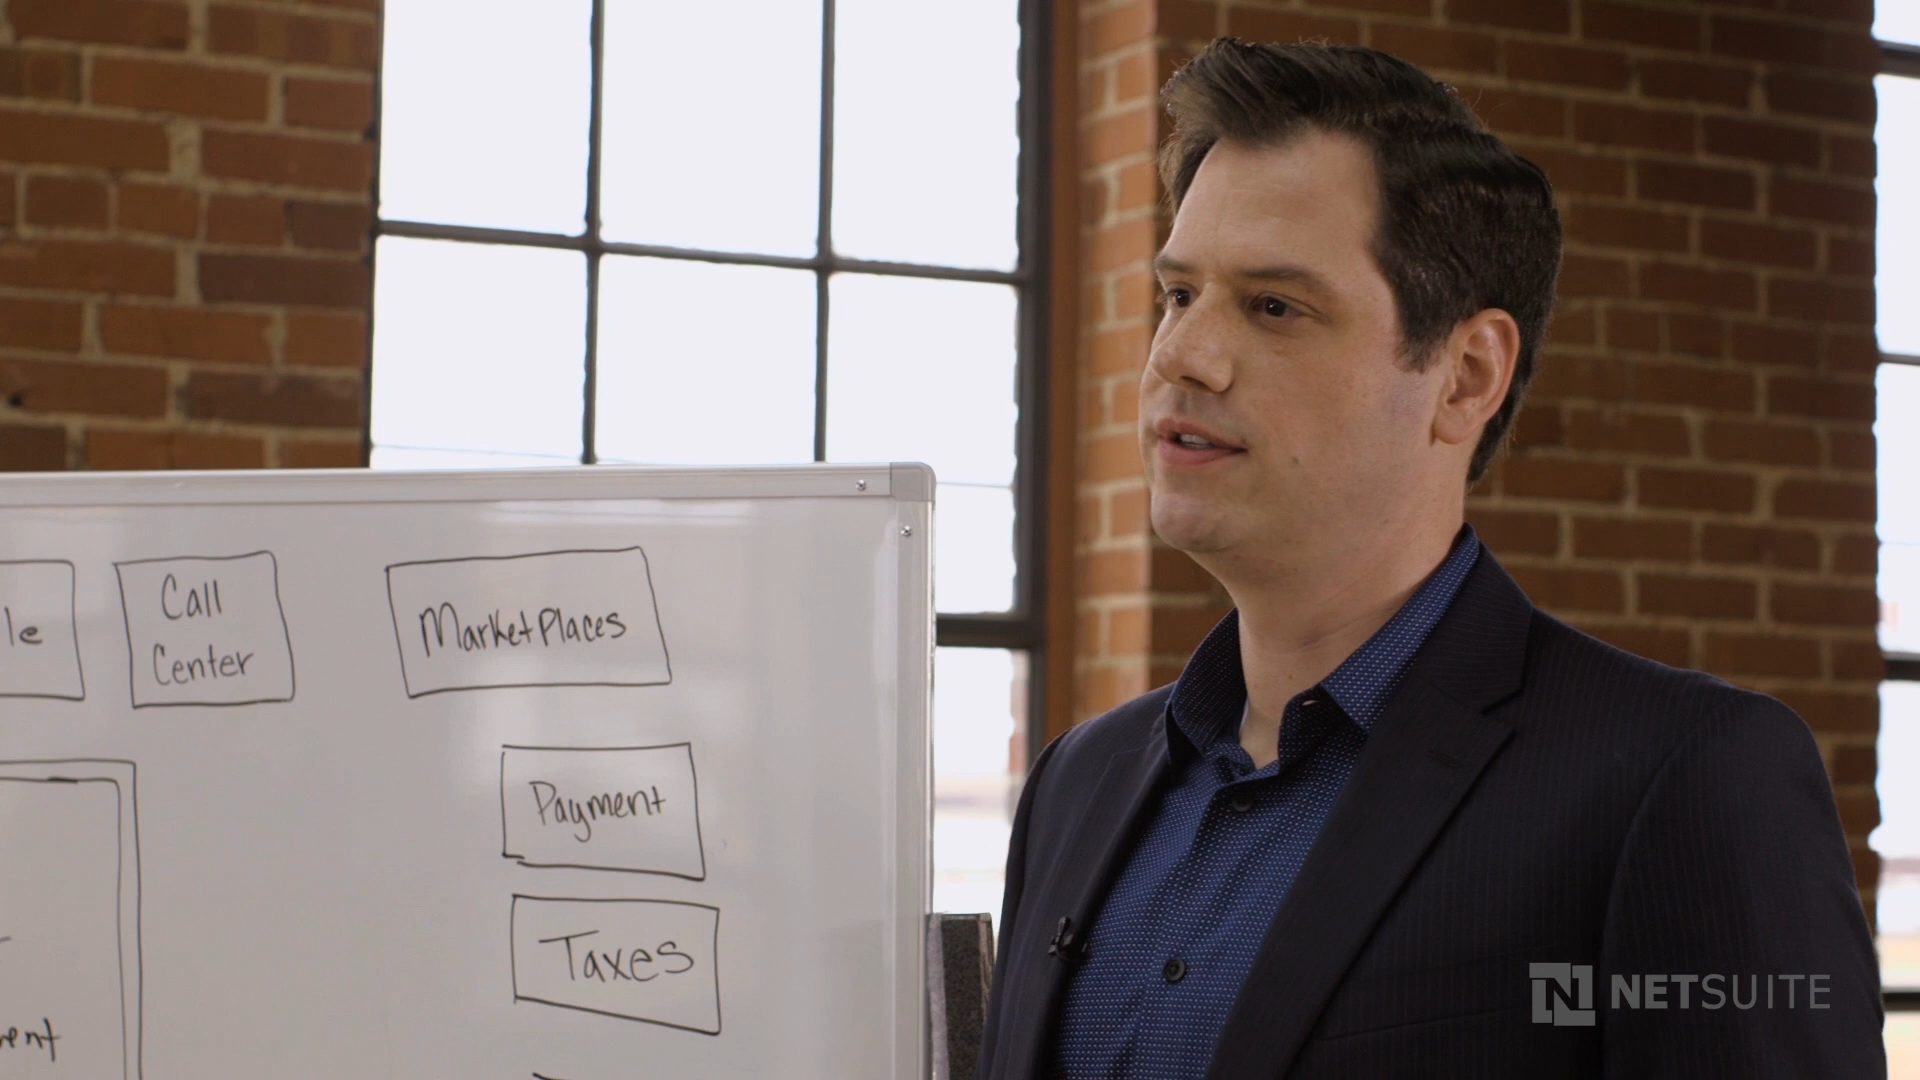 le
Call
Center
Marketplaces
Payment
Taxes
ent
NETSUITE